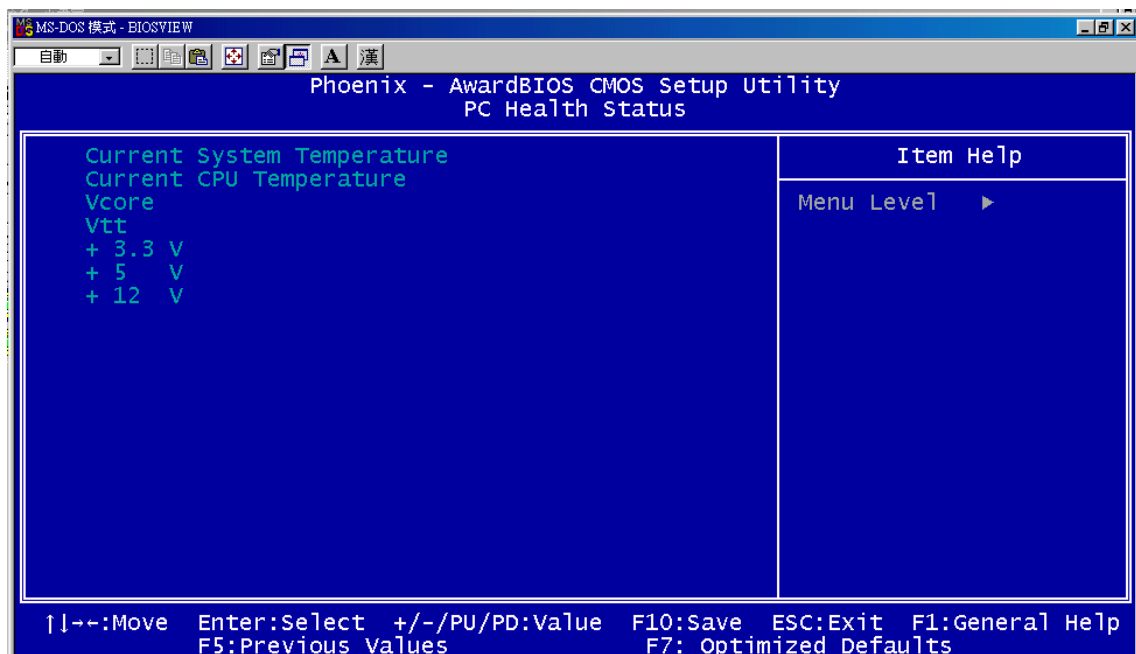 MS-DOS 模式 - BIOSVIEW
自動 A 漢
Phoenix - AwardBIOS CMOS Setup Utility
PC Health Status
Current System Temperature
Current CPU Temperature
Vcore
Vtt
+ 3.3 V
+ 5 V
+ 12 V
Item Help
Menu Level ▶
↑↓→←:Move Enter:Select +/-/PU/PD:Value F10:Save ESC:Exit F1:General Help
F5:Previous Values F7: Optimized Defaults